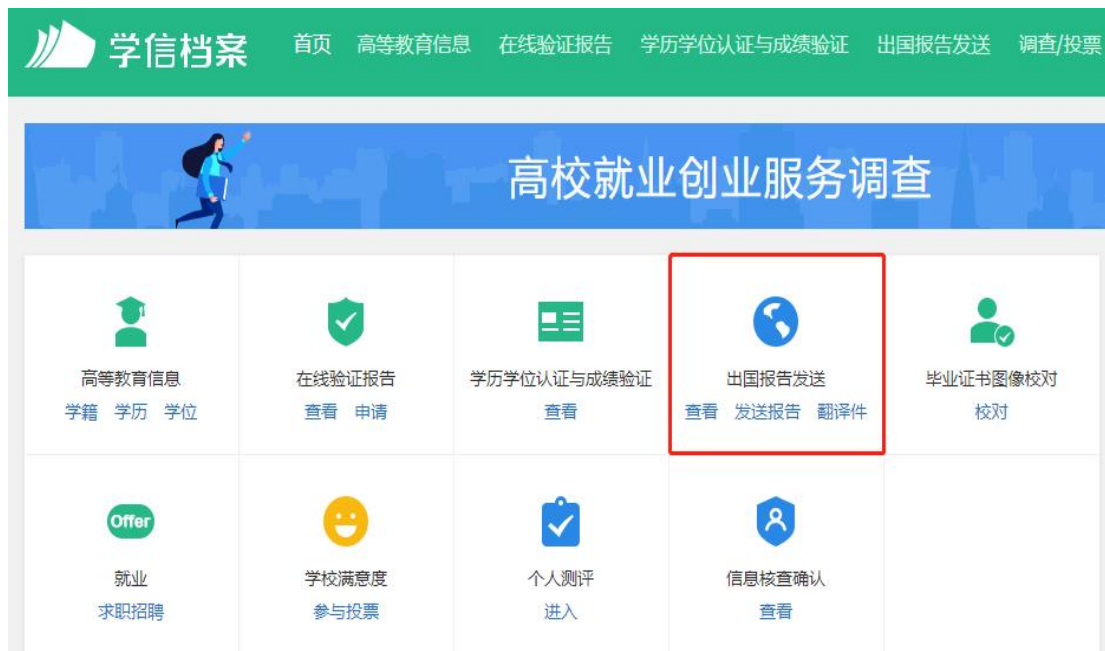 学信档案 首页 高等教育信息 在线验证报告 学历学位认证与成绩验证 出国报告发送 调查/投票
高校就业创业服务调查
高等教育信息 在线验证报告 学历学位认证与成绩验证 出国报告发送 毕业证书图像校对
学籍 学历 学位 查看 申请 查看 查看 发送报告 翻译件 校对
Offer
就业 学校满意度 个人测评 信息核查确认
求职招聘 参与投票 进入 查看